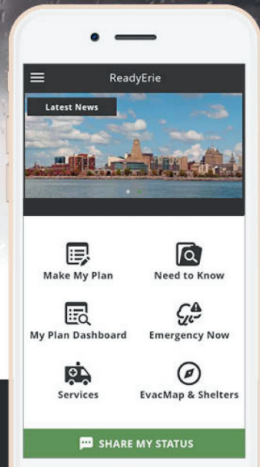 ReadyErie
Latest News
Make My Plan
Need to Know
My Plan Dashboard
Emergency Now
Services
EvacMap & Shelters
SHARE MY STATUS